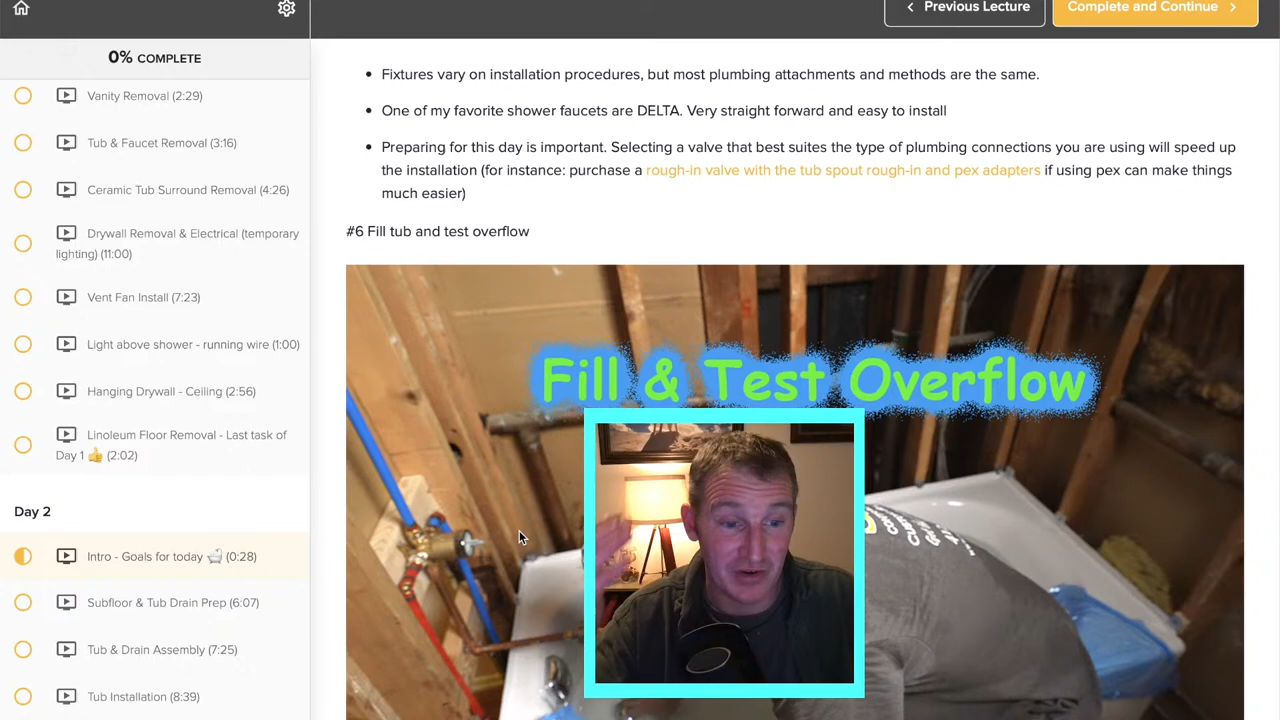 Previous Lecture
Complete and Continue
0% COMPLETE
Vanity Removal (2:29)
Tub & Faucet Removal (3:16)
Ceramic Tub Surround Removal (4:26)
Drywall Removal & Electrical (temporary
lighting) (11:00)
Vent Fan Install (7:23)
Light above shower - running wire (1:00)
Hanging Drywall - Ceiling (2:56)
Linoleum Floor Removal - Last task of
Day 1 👍 (2:02)
Day 2
Intro - Goals for today 🛁 (0:28)
Subfloor & Tub Drain Prep (6:07)
Tub & Drain Assembly (7:25)
Tub Installation (8:39)
Fixtures vary on installation procedures, but most plumbing attachments and methods are the same.
One of my favorite shower faucets are DELTA. Very straight forward and easy to install
Preparing for this day is important. Selecting a valve that best suites the type of plumbing connections you are using will speed up
the installation (for instance: purchase a rough-in valve with the tub spout rough-in and pex adapters if using pex can make things
much easier)
#6 Fill tub and test overflow
Fill & Test Overflow